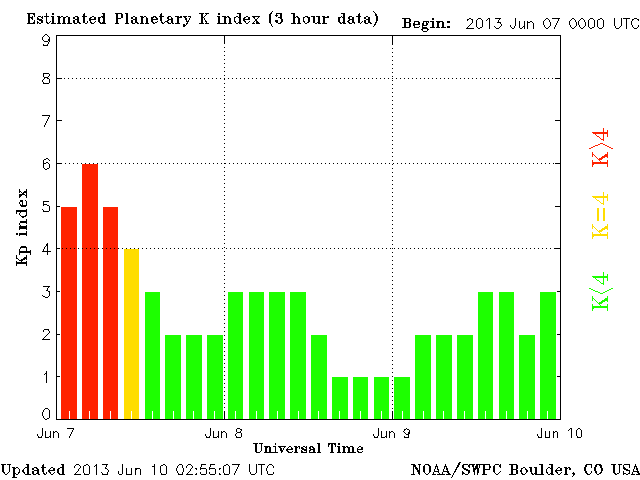 Estimated Planetary K index (3 hour data) Begin: 2013 Jun 07 0000 UTC
9
8
7
6
5
4
3
2
1
0
Kp index
K>4
K=4
K<4
Jun 7 Jun 8 Jun 9 Jun 10
Universal Time
Updated 2013 Jun 10 02:55:07 UTC NOAA/SWPC Boulder, CO USA